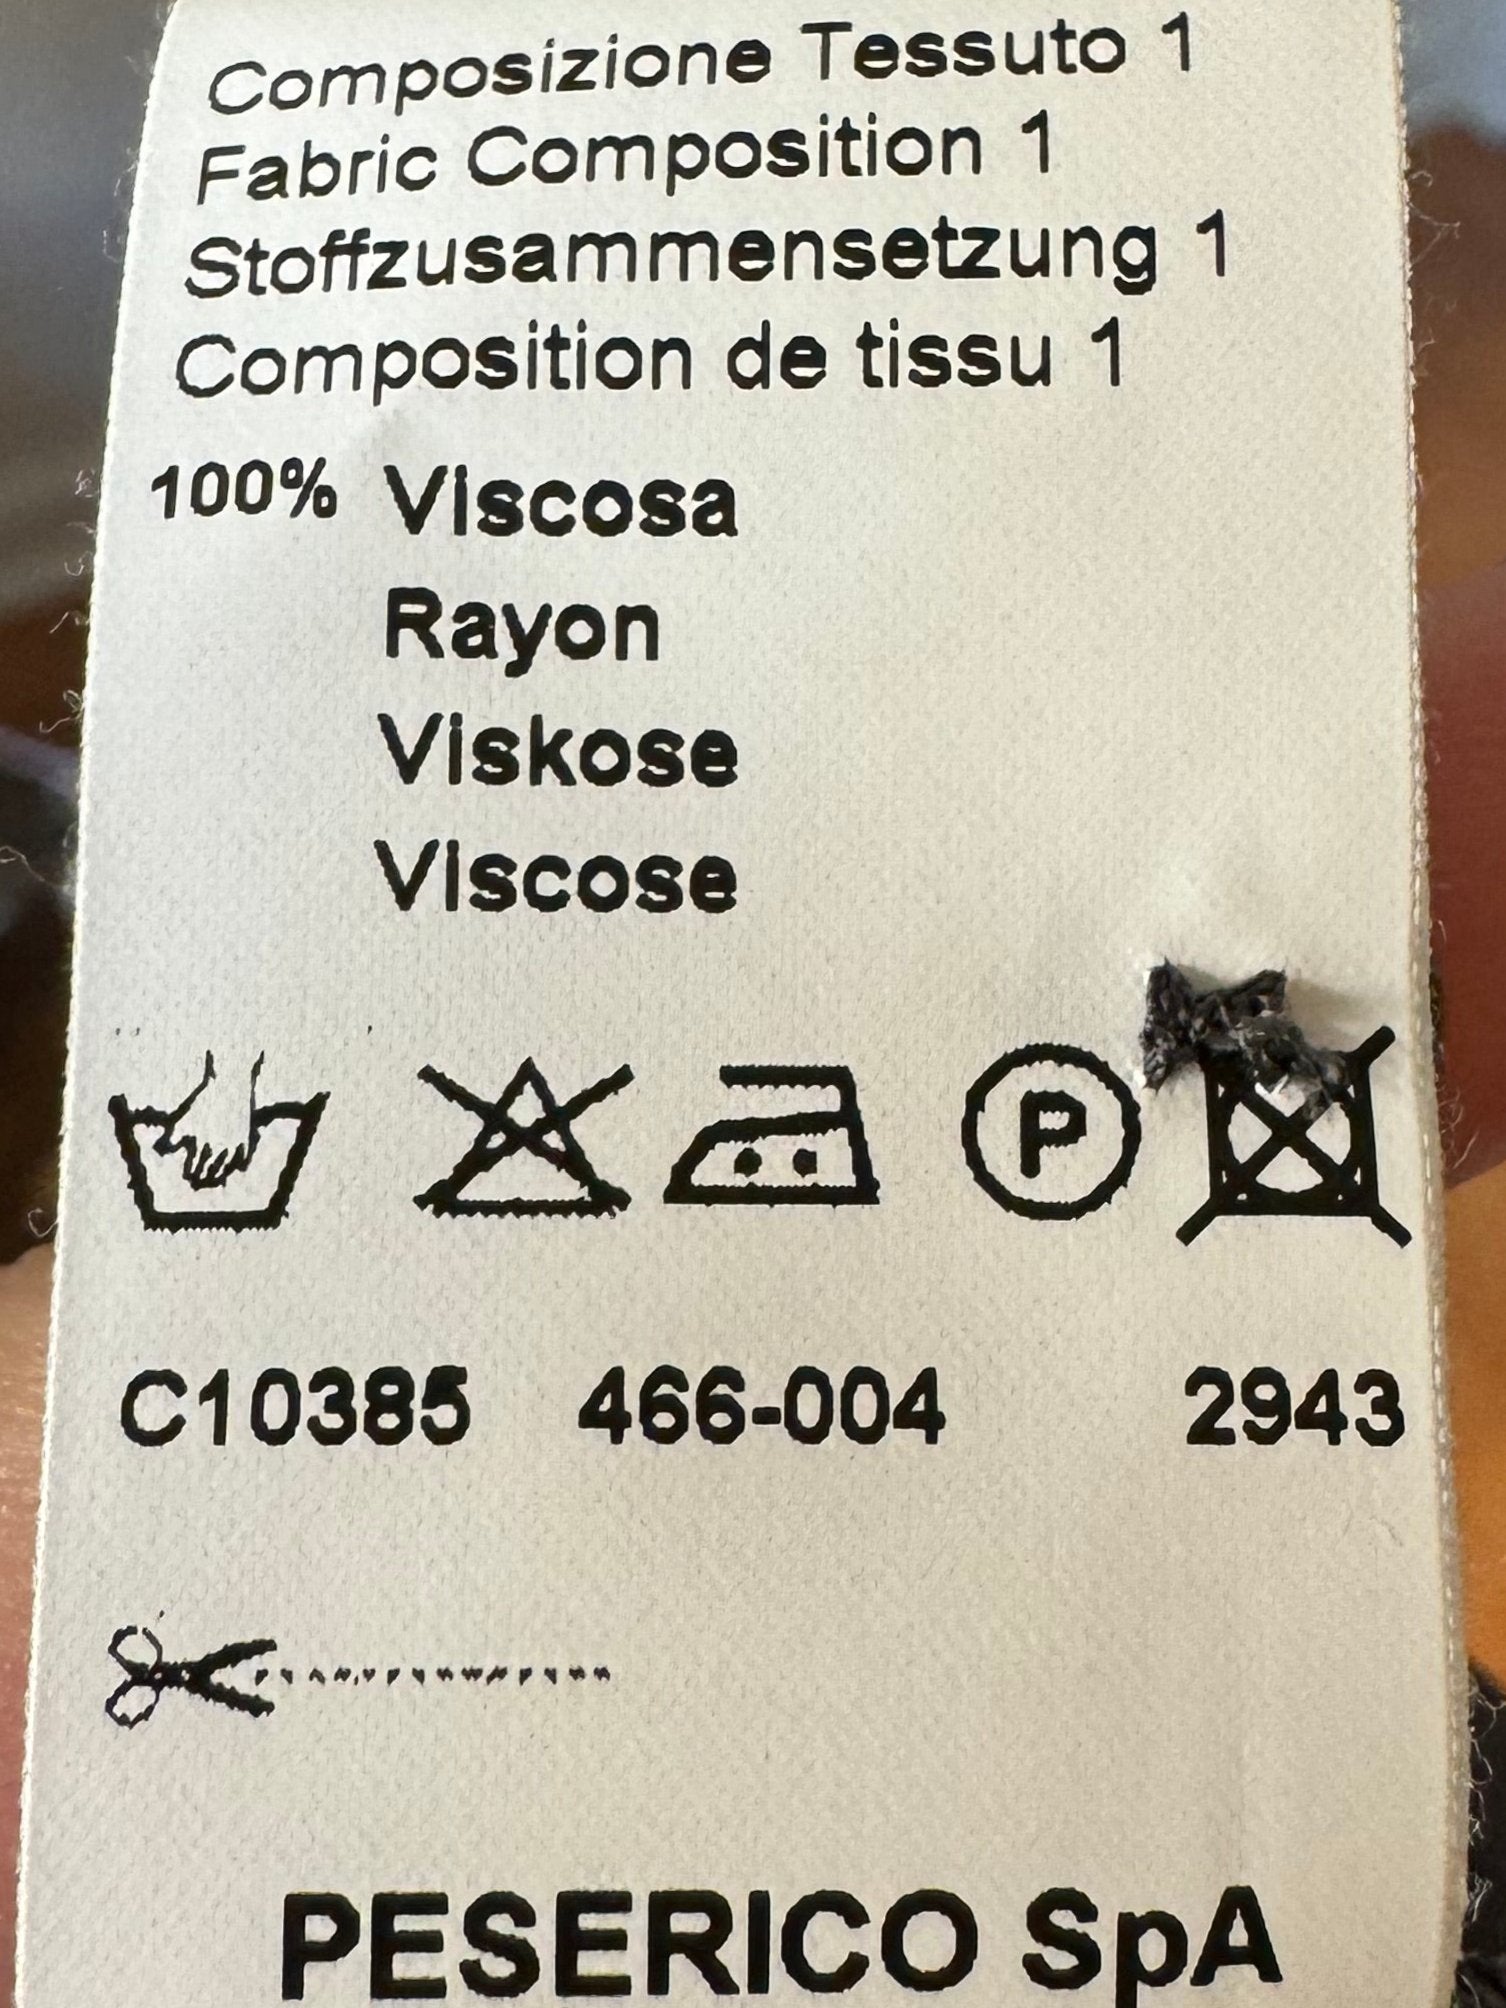 Composizione Tessuto 1
Fabric Composition 1
Stoffzusammensetzung 1
Composition de tissu 1
100% Viscosa
Rayon
Viskose
Viscose
P
C10385 466-004 2943
PESERICO SpA